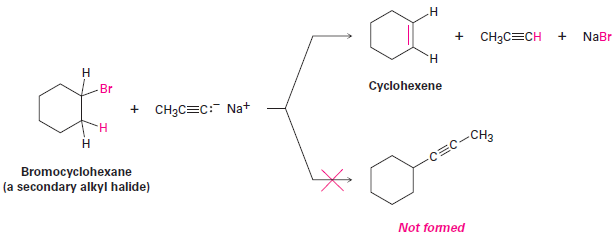 H
H
+ CH3C≡CH + NaBr
Cyclohexene
H
Br
H
H
+ CH3C≡C:⁻ Na+
Bromocyclohexane
(a secondary alkyl halide)
CH3
C≡C
Not formed